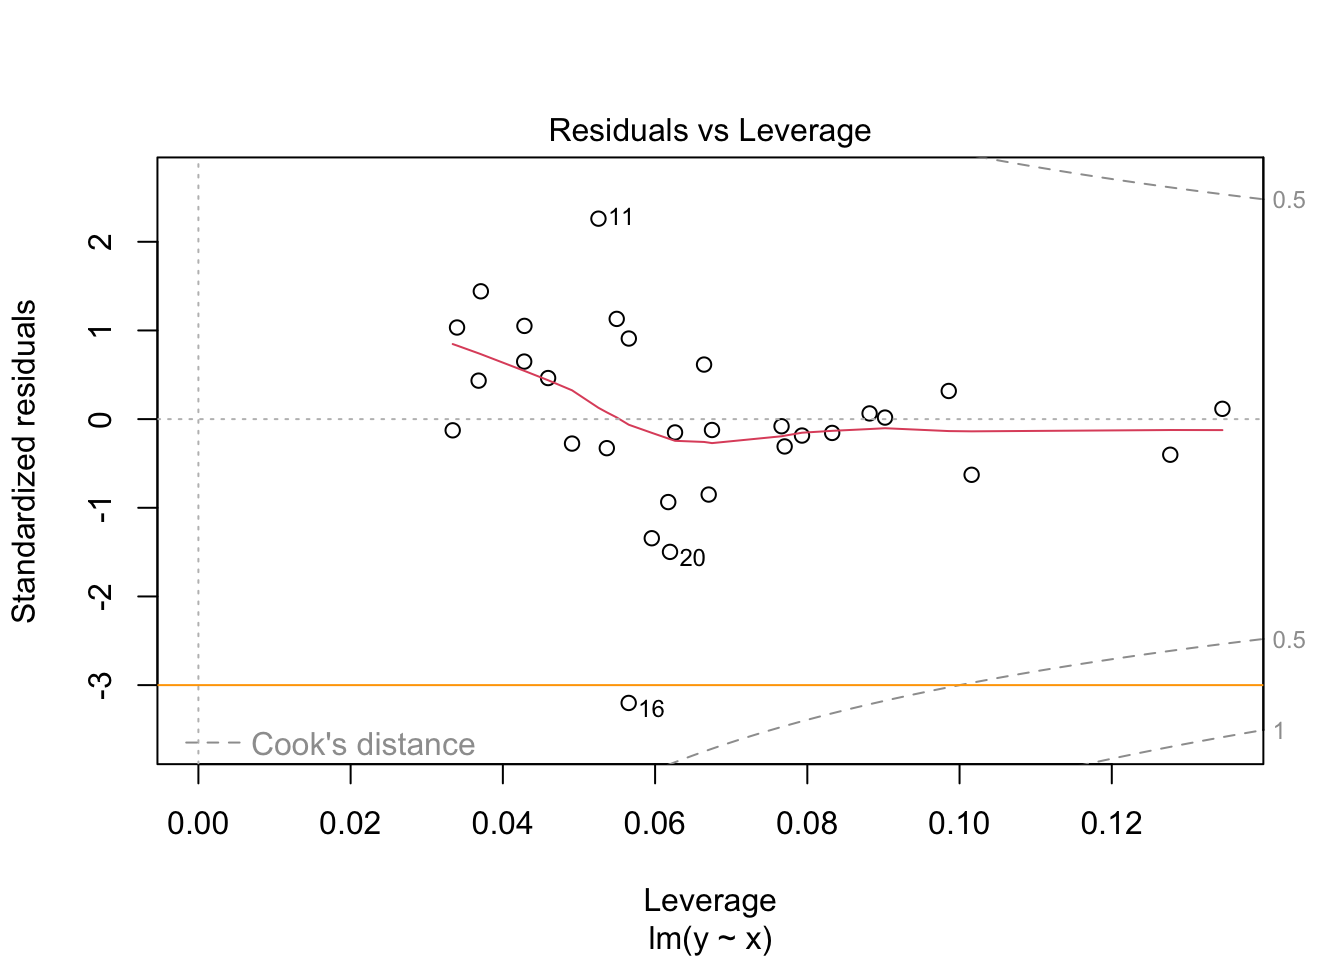 Residuals vs Leverage
Standardized residuals
2
1
0
-1
-2
-3
11
20
16
0.5
0.5
1
Cook's distance
0.00 0.02 0.04 0.06 0.08 0.10 0.12
Leverage
lm(y ~ x)